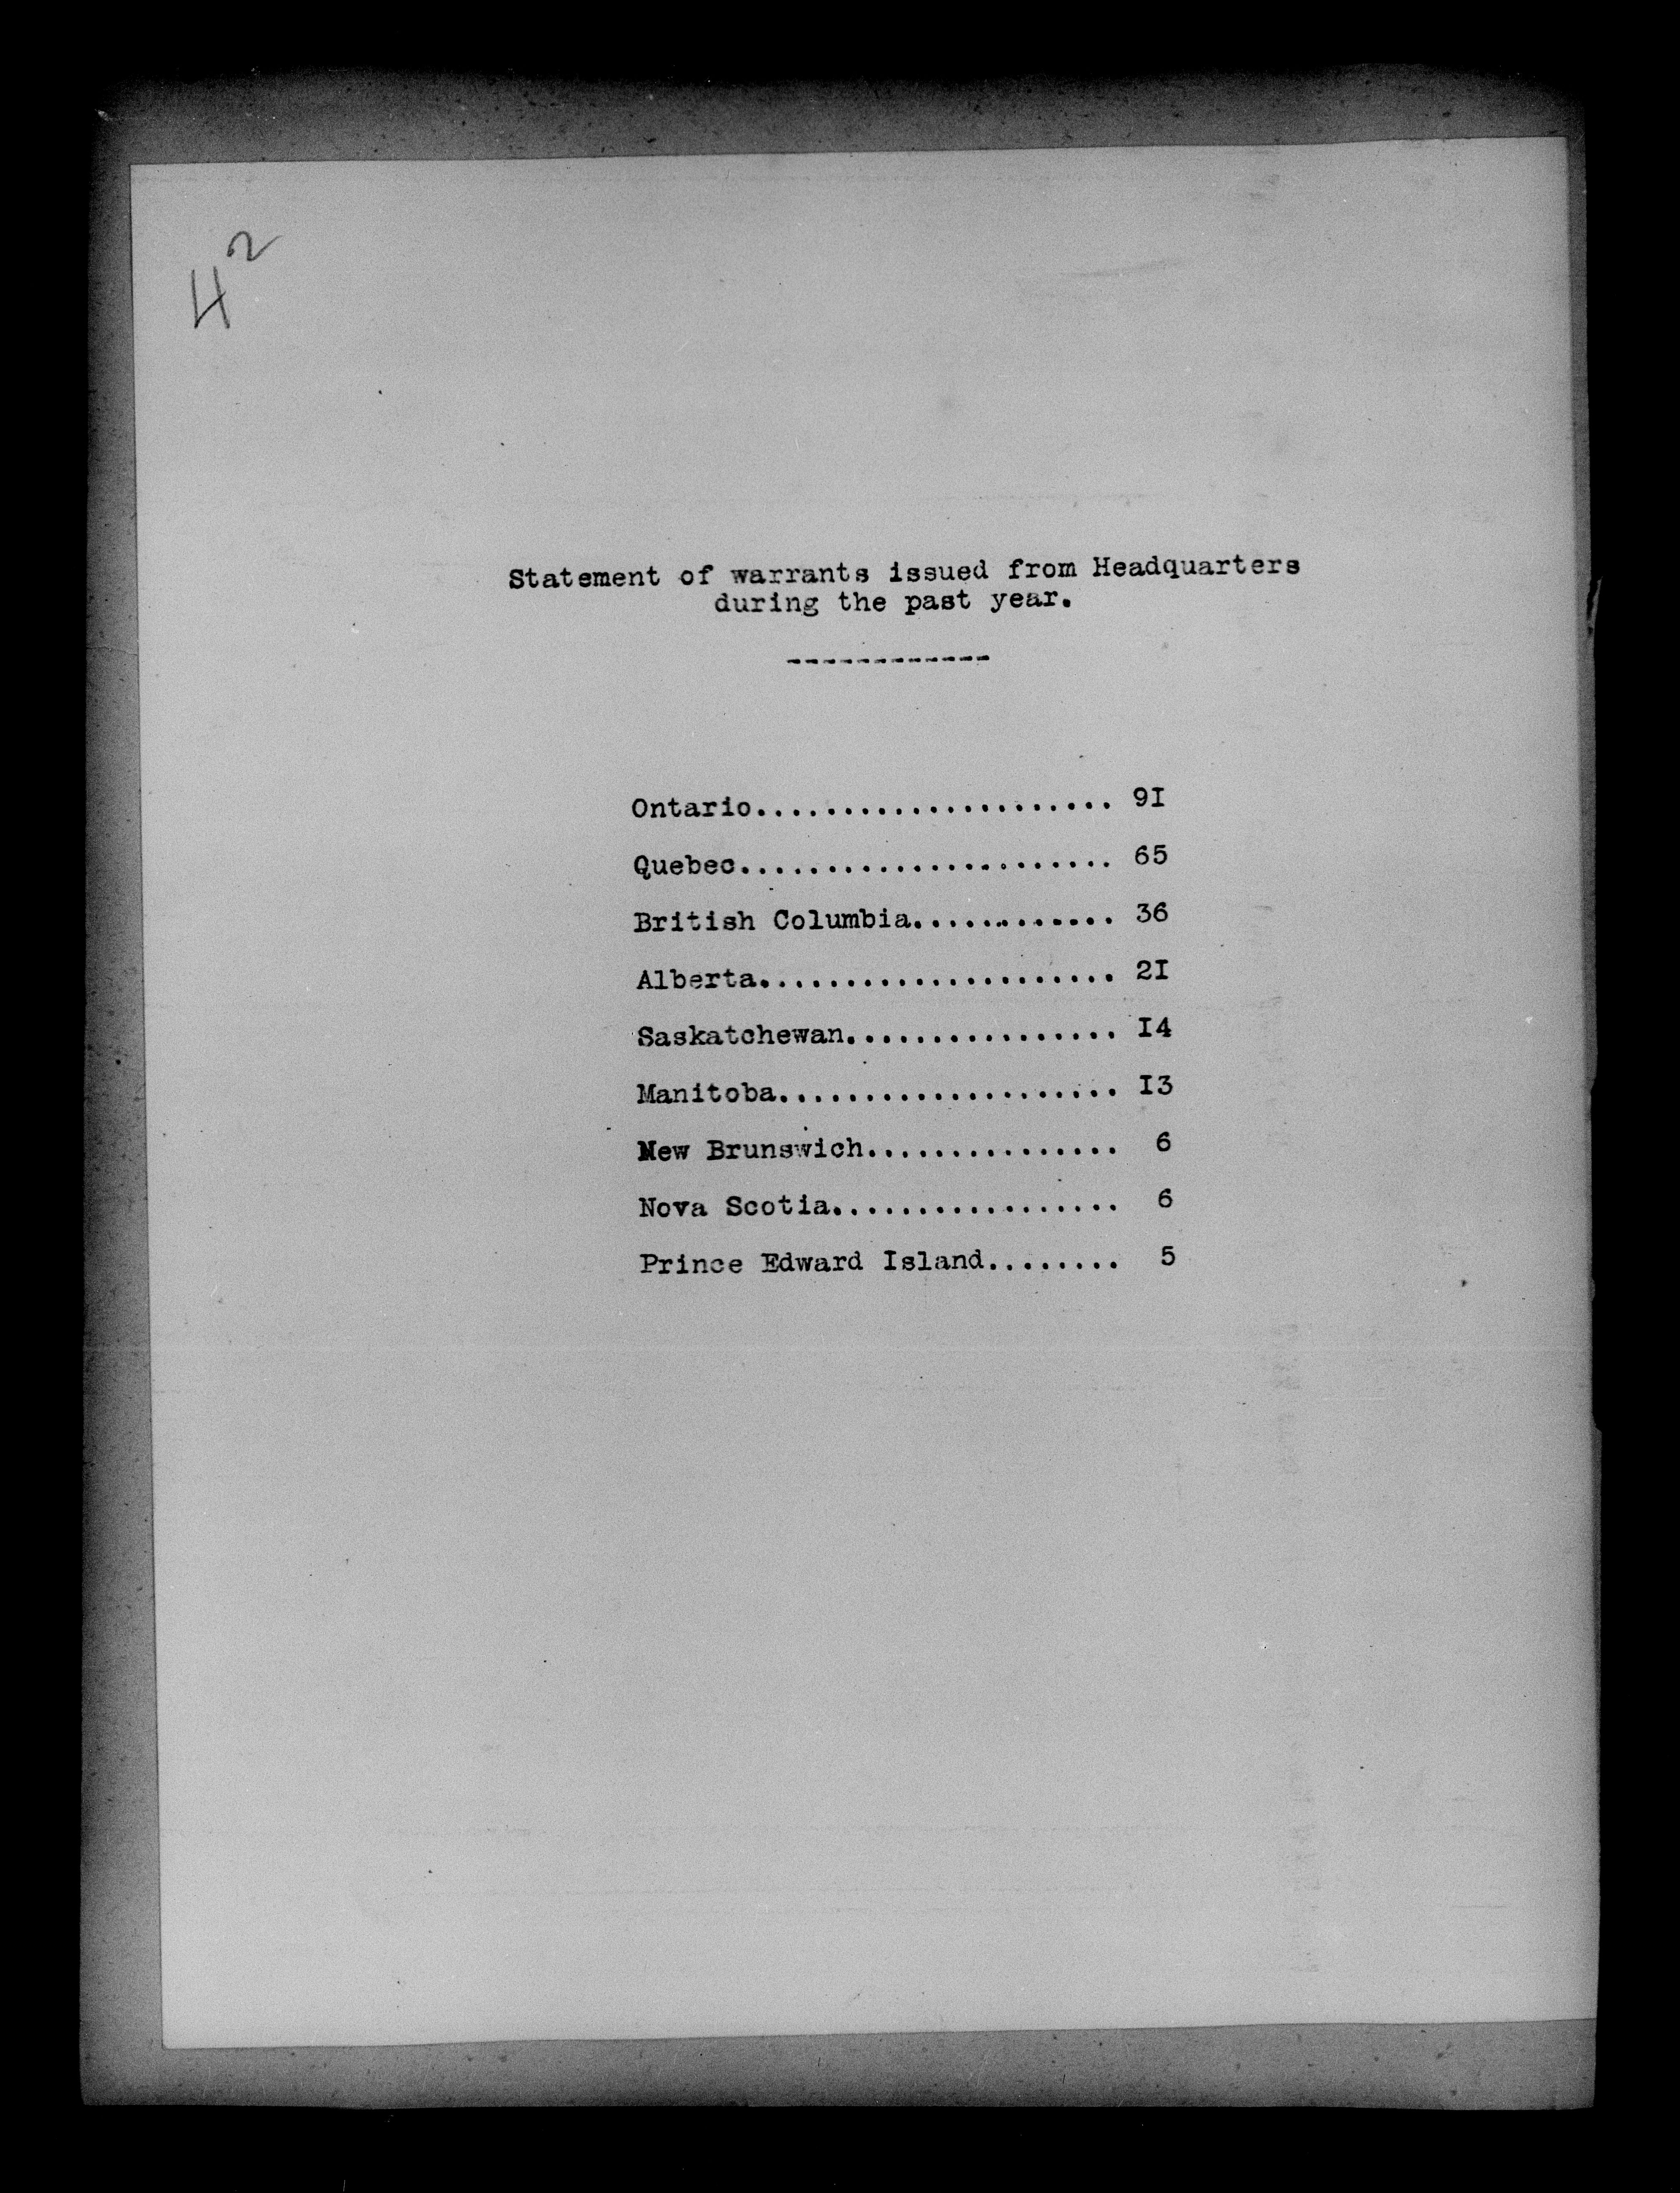 42
Statement of warrants issued from Headquarters
during the past year.
-------------
Ontario..................... 9I
Quebec...................... 65
British Columbia............ 36
Alberta..................... 2I
Saskatchewan................ I4
Manitoba.................... I3
New Brunswich............... 6
Nova Scotia................. 6
Prince Edward Island........ 5